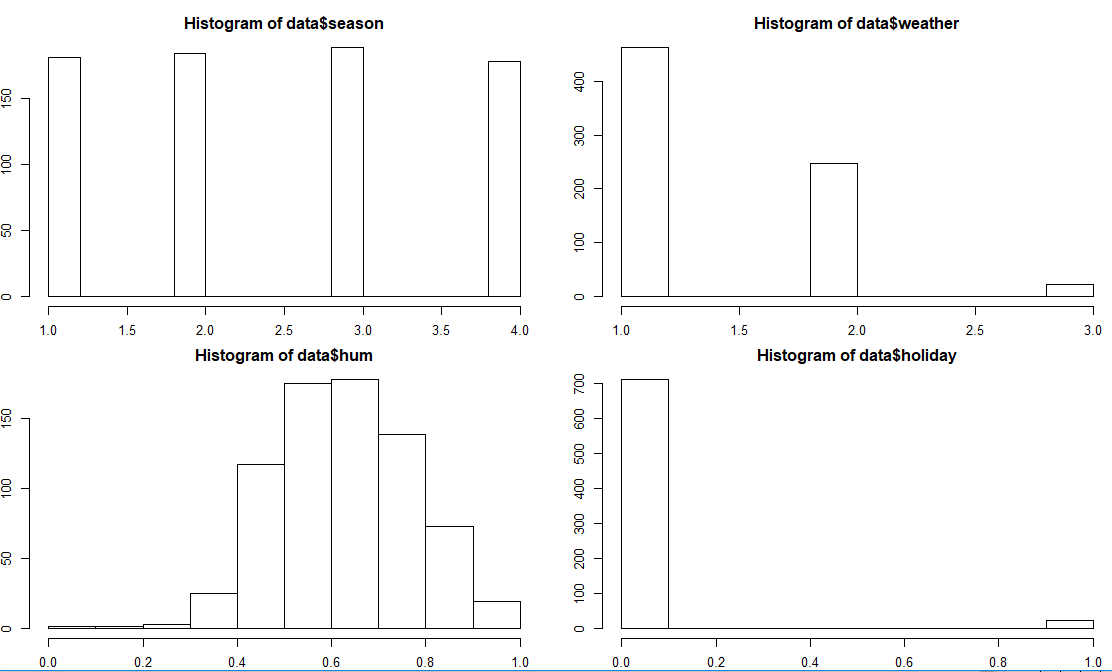 Histogram of data$season
0 50 100 150
1.0 1.5 2.0 2.5 3.0 3.5 4.0
Histogram of data$weather
0 100 200 300 400
1.0 1.5 2.0 2.5 3.0
Histogram of data$hum
0 50 100 150
0.0 0.2 0.4 0.6 0.8 1.0
Histogram of data$holiday
0 100 200 300 400 500 600 700
0.0 0.2 0.4 0.6 0.8 1.0